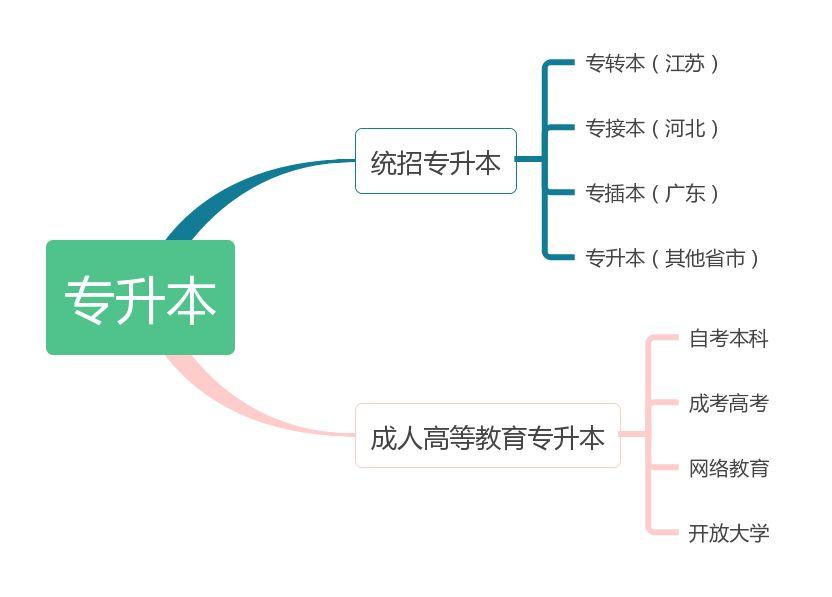 专升本
统招专升本
专转本（江苏）
专接本（河北）
专插本（广东）
专升本（其他省市）
成人高等教育专升本
自考本科
成考高考
网络教育
开放大学